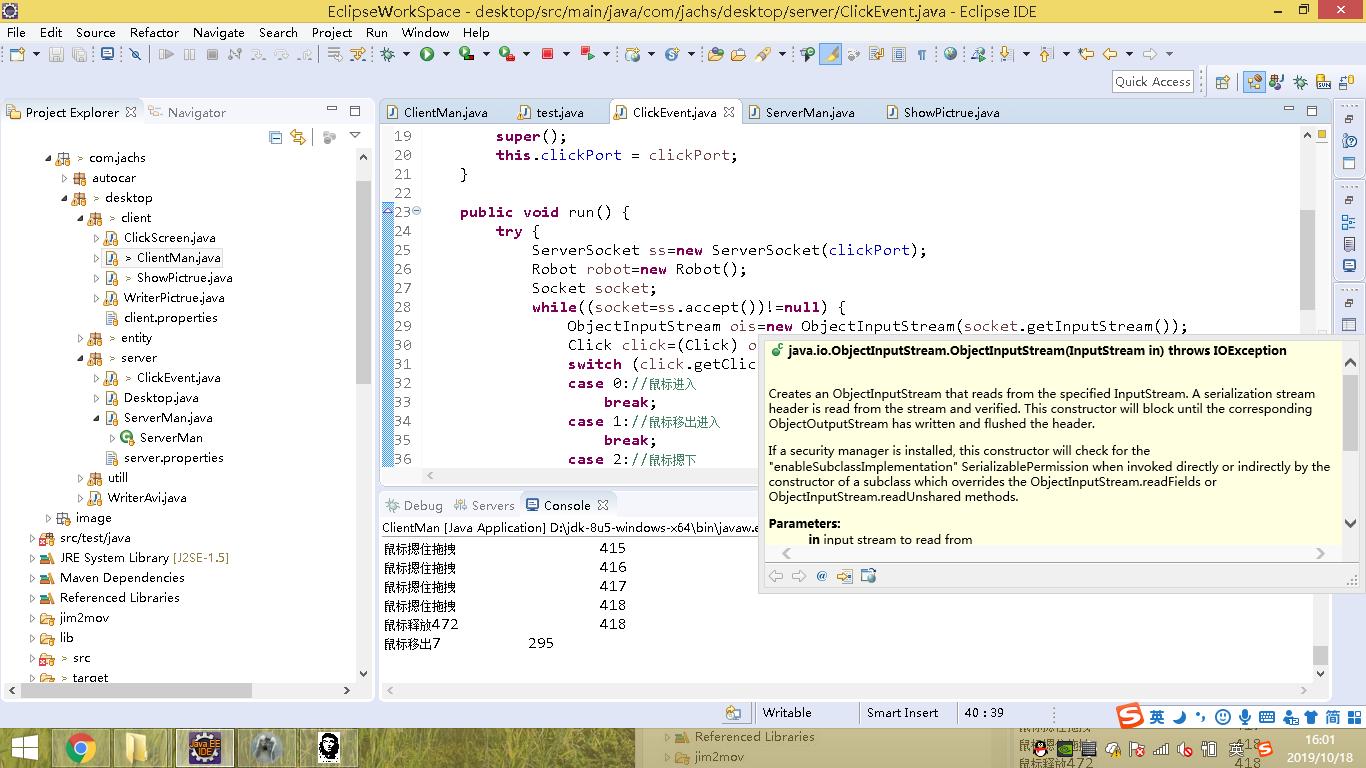 EclipseWorkSpace - desktop/src/main/java/com/jachs/desktop/server/ClickEvent.java - Eclipse IDE
File Edit Source Refactor Navigate Search Project Run Window Help
Quick Access
Project Explorer Navigator
ClientMan.java test.java ClickEvent.java ServerMan.java ShowPictrue.java
> com.jachs
autocar
> desktop
> client
ClickScreen.java
> ClientMan.java
> ShowPictrue.java
WriterPictrue.java
client.properties
> entity
> server
> ClickEvent.java
Desktop.java
ServerMan.java
ServerMan
server.properties
> utill
WriterAvi.java
image
src/test/java
JRE System Library [J2SE-1.5]
Maven Dependencies
Referenced Libraries
jim2mov
lib
> src
> target
19 super();
20 this.clickPort = clickPort;
21 }
22
23 public void run() {
24 try {
25 ServerSocket ss=new ServerSocket(clickPort);
26 Robot robot=new Robot();
27 Socket socket;
28 while((socket=ss.accept())!=null) {
29 ObjectInputStream ois=new ObjectInputStream(socket.getInputStream());
30 Click click=(Click) o
31 switch (click.getClic
32 case 0://鼠标进入
33 break;
34 case 1://鼠标移出进入
35 break;
36 case 2://鼠标摁下
java.io.ObjectInputStream.ObjectInputStream(InputStream in) throws IOException
Creates an ObjectInputStream that reads from the specified InputStream. A serialization stream
header is read from the stream and verified. This constructor will block until the corresponding
ObjectOutputStream has written and flushed the header.
If a security manager is installed, this constructor will check for the
"enableSubclassImplementation" SerializablePermission when invoked directly or indirectly by the
constructor of a subclass which overrides the ObjectInputStream.readFields or
ObjectInputStream.readUnshared methods.
Parameters:
in input stream to read from
Debug Servers Console
ClientMan [Java Application] D:\jdk-8u5-windows-x64\bin\javaw.e
鼠标摁住拖拽 415
鼠标摁住拖拽 416
鼠标摁住拖拽 417
鼠标摁住拖拽 418
鼠标释放472 418
鼠标移出7 295
Writable Smart Insert 40 : 39
英 简
Java EE
IDE
Referenced Libraries
jim2mov
鼠标释放472 418
英
16:01
2019/10/18